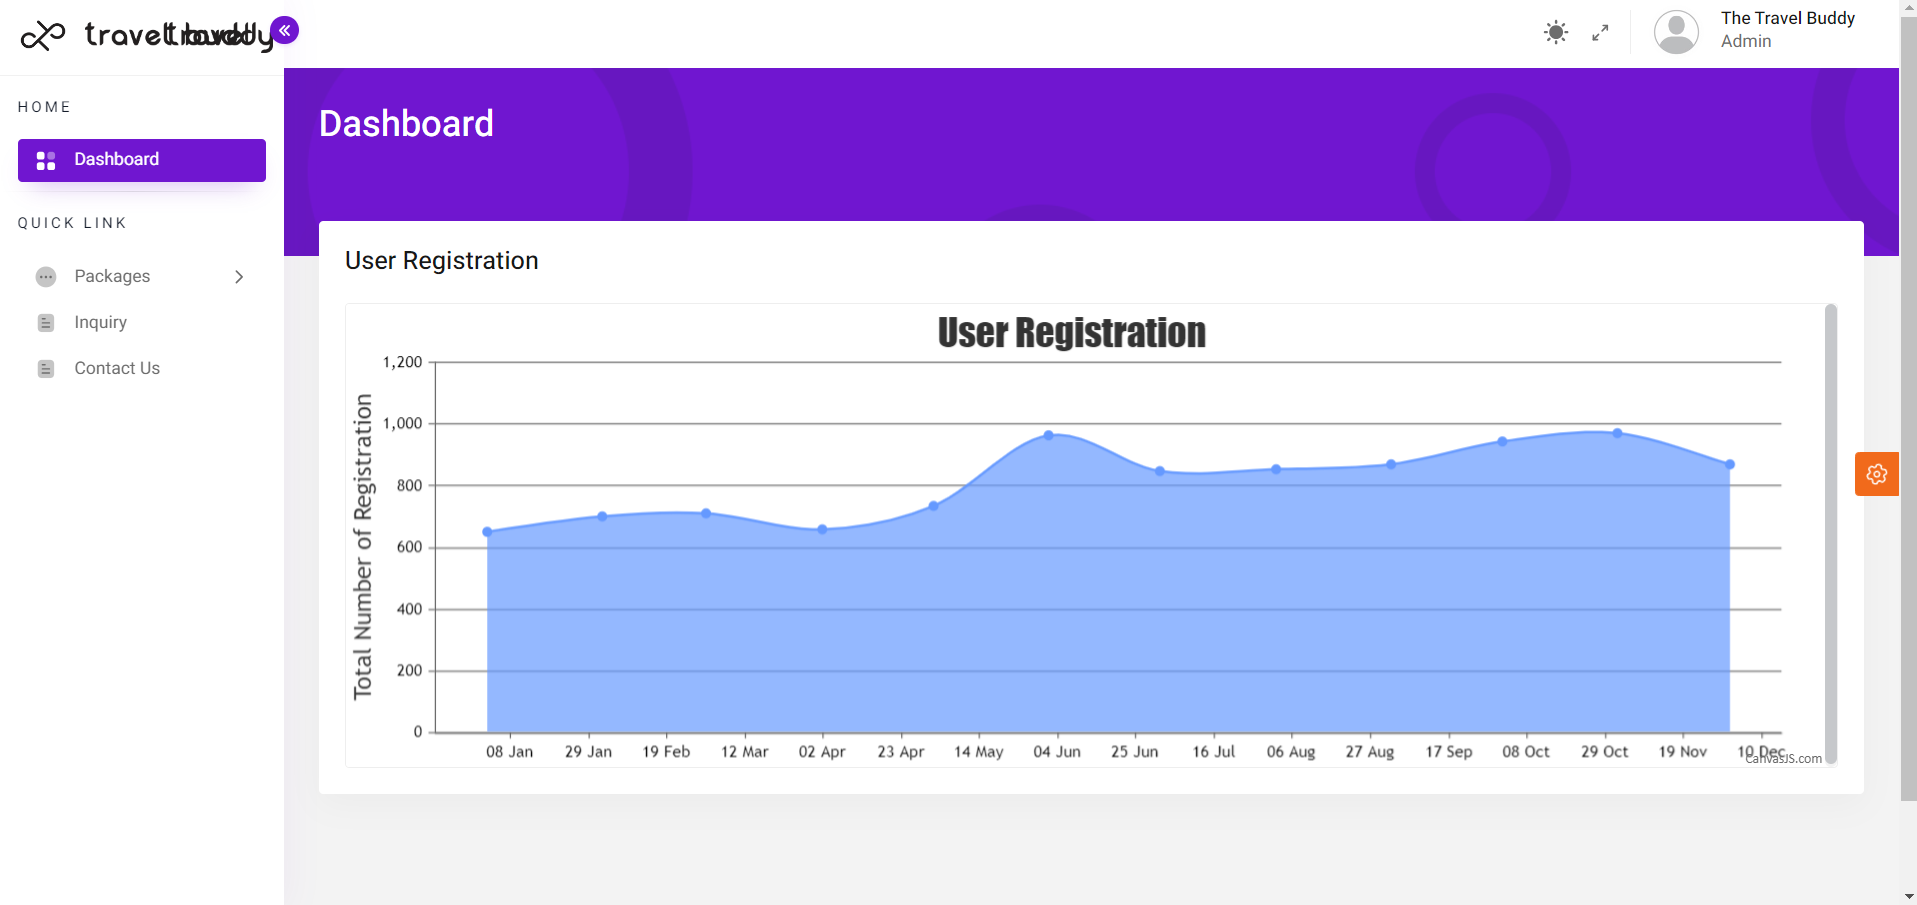 travel buddy
The Travel Buddy
Admin
HOME
Dashboard
QUICK LINK
Packages
Inquiry
Contact Us
Dashboard
User Registration
User Registration
Total Number of Registration
1,200
1,000
800
600
400
200
0
08 Jan 29 Jan 19 Feb 12 Mar 02 Apr 23 Apr 14 May 04 Jun 25 Jun 16 Jul 06 Aug 27 Aug 17 Sep 08 Oct 29 Oct 19 Nov 10 Dec
CanvasJS.com